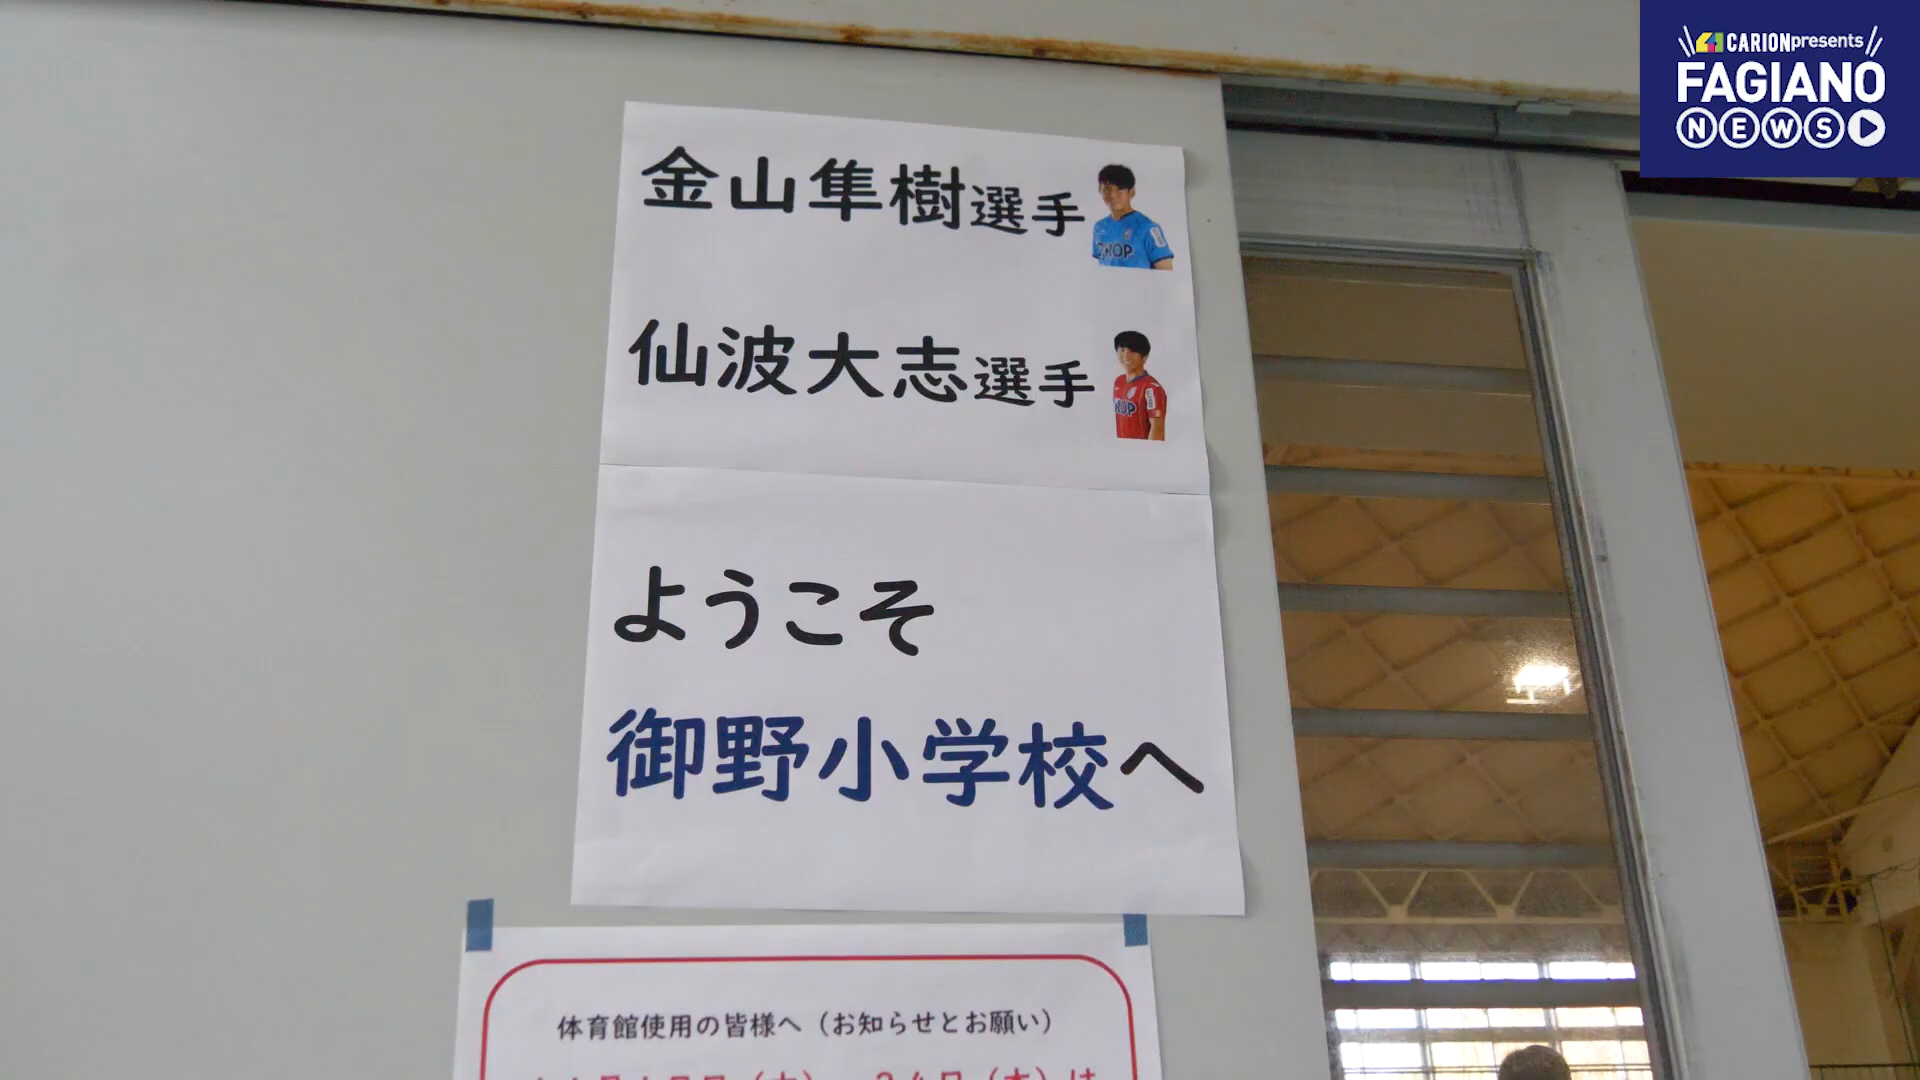 CARION presents
FAGIANO
NEWS
金山隼樹選手
仙波大志選手
ようこそ
御野小学校へ
体育館使用の皆様へ（お知らせとお願い）